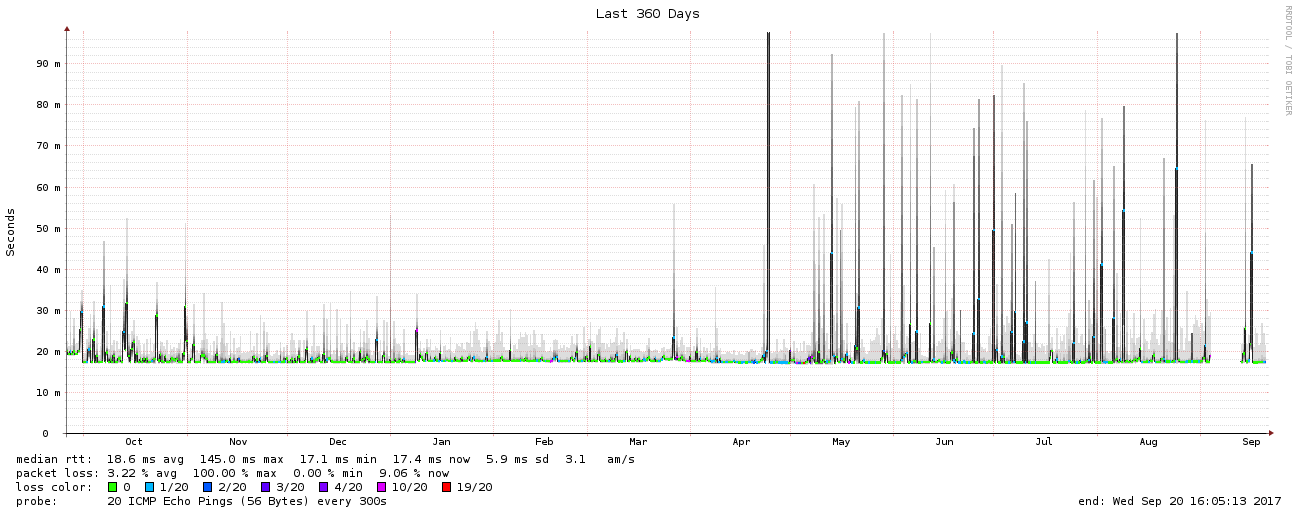 Last 360 Days
RRDTOOL / TOBI OETIKER
Seconds
90 m
80 m
70 m
60 m
50 m
40 m
30 m
20 m
10 m
0
Oct Nov Dec Jan Feb Mar Apr May Jun Jul Aug Sep
median rtt: 18.6 ms avg 145.0 ms max 17.1 ms min 17.4 ms now 5.9 ms sd 3.1 am/s
packet loss: 3.22 % avg 100.00 % max 0.00 % min 9.06 % now
loss color: 0 1/20 2/20 3/20 4/20 10/20 19/20
probe: 20 ICMP Echo Pings (56 Bytes) every 300s end: Wed Sep 20 16:05:13 2017